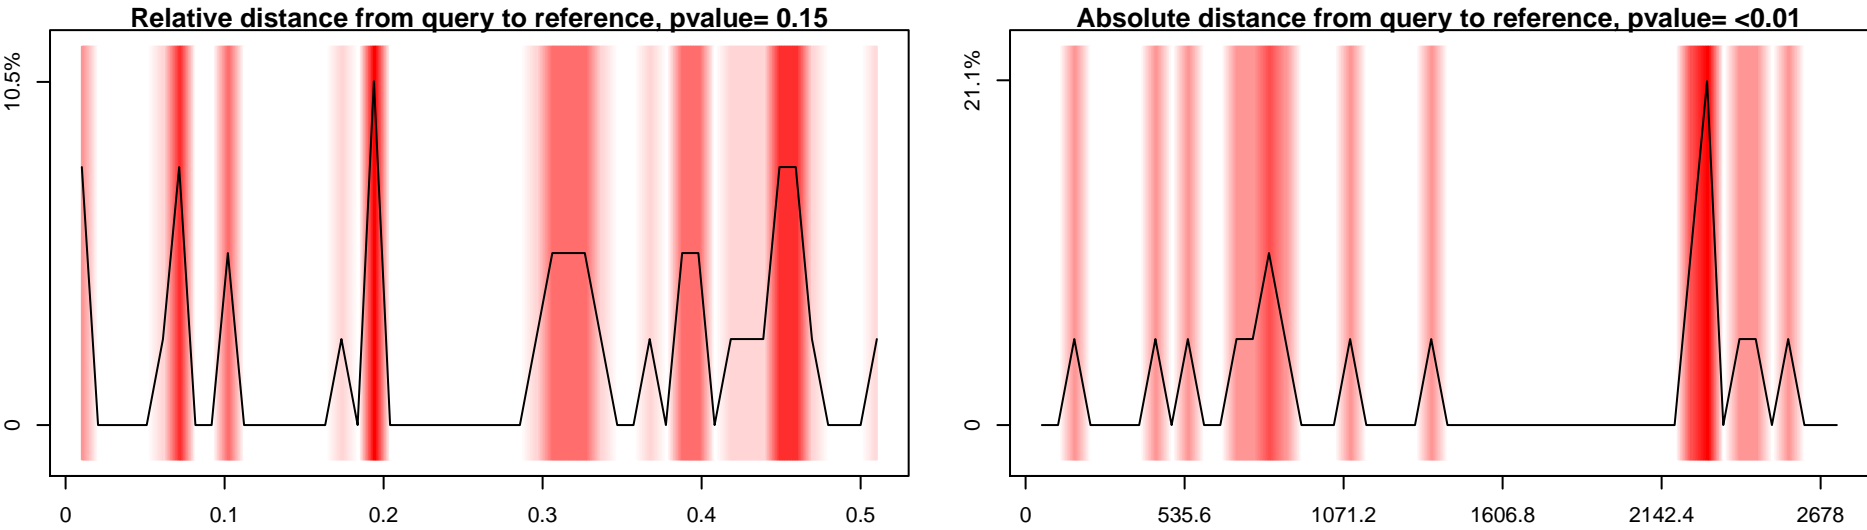 Relative distance from query to reference, pvalue= 0.15
10.5%
0
0 0.1 0.2 0.3 0.4 0.5
Absolute distance from query to reference, pvalue= <0.01
21.1%
0
0 535.6 1071.2 1606.8 2142.4 2678